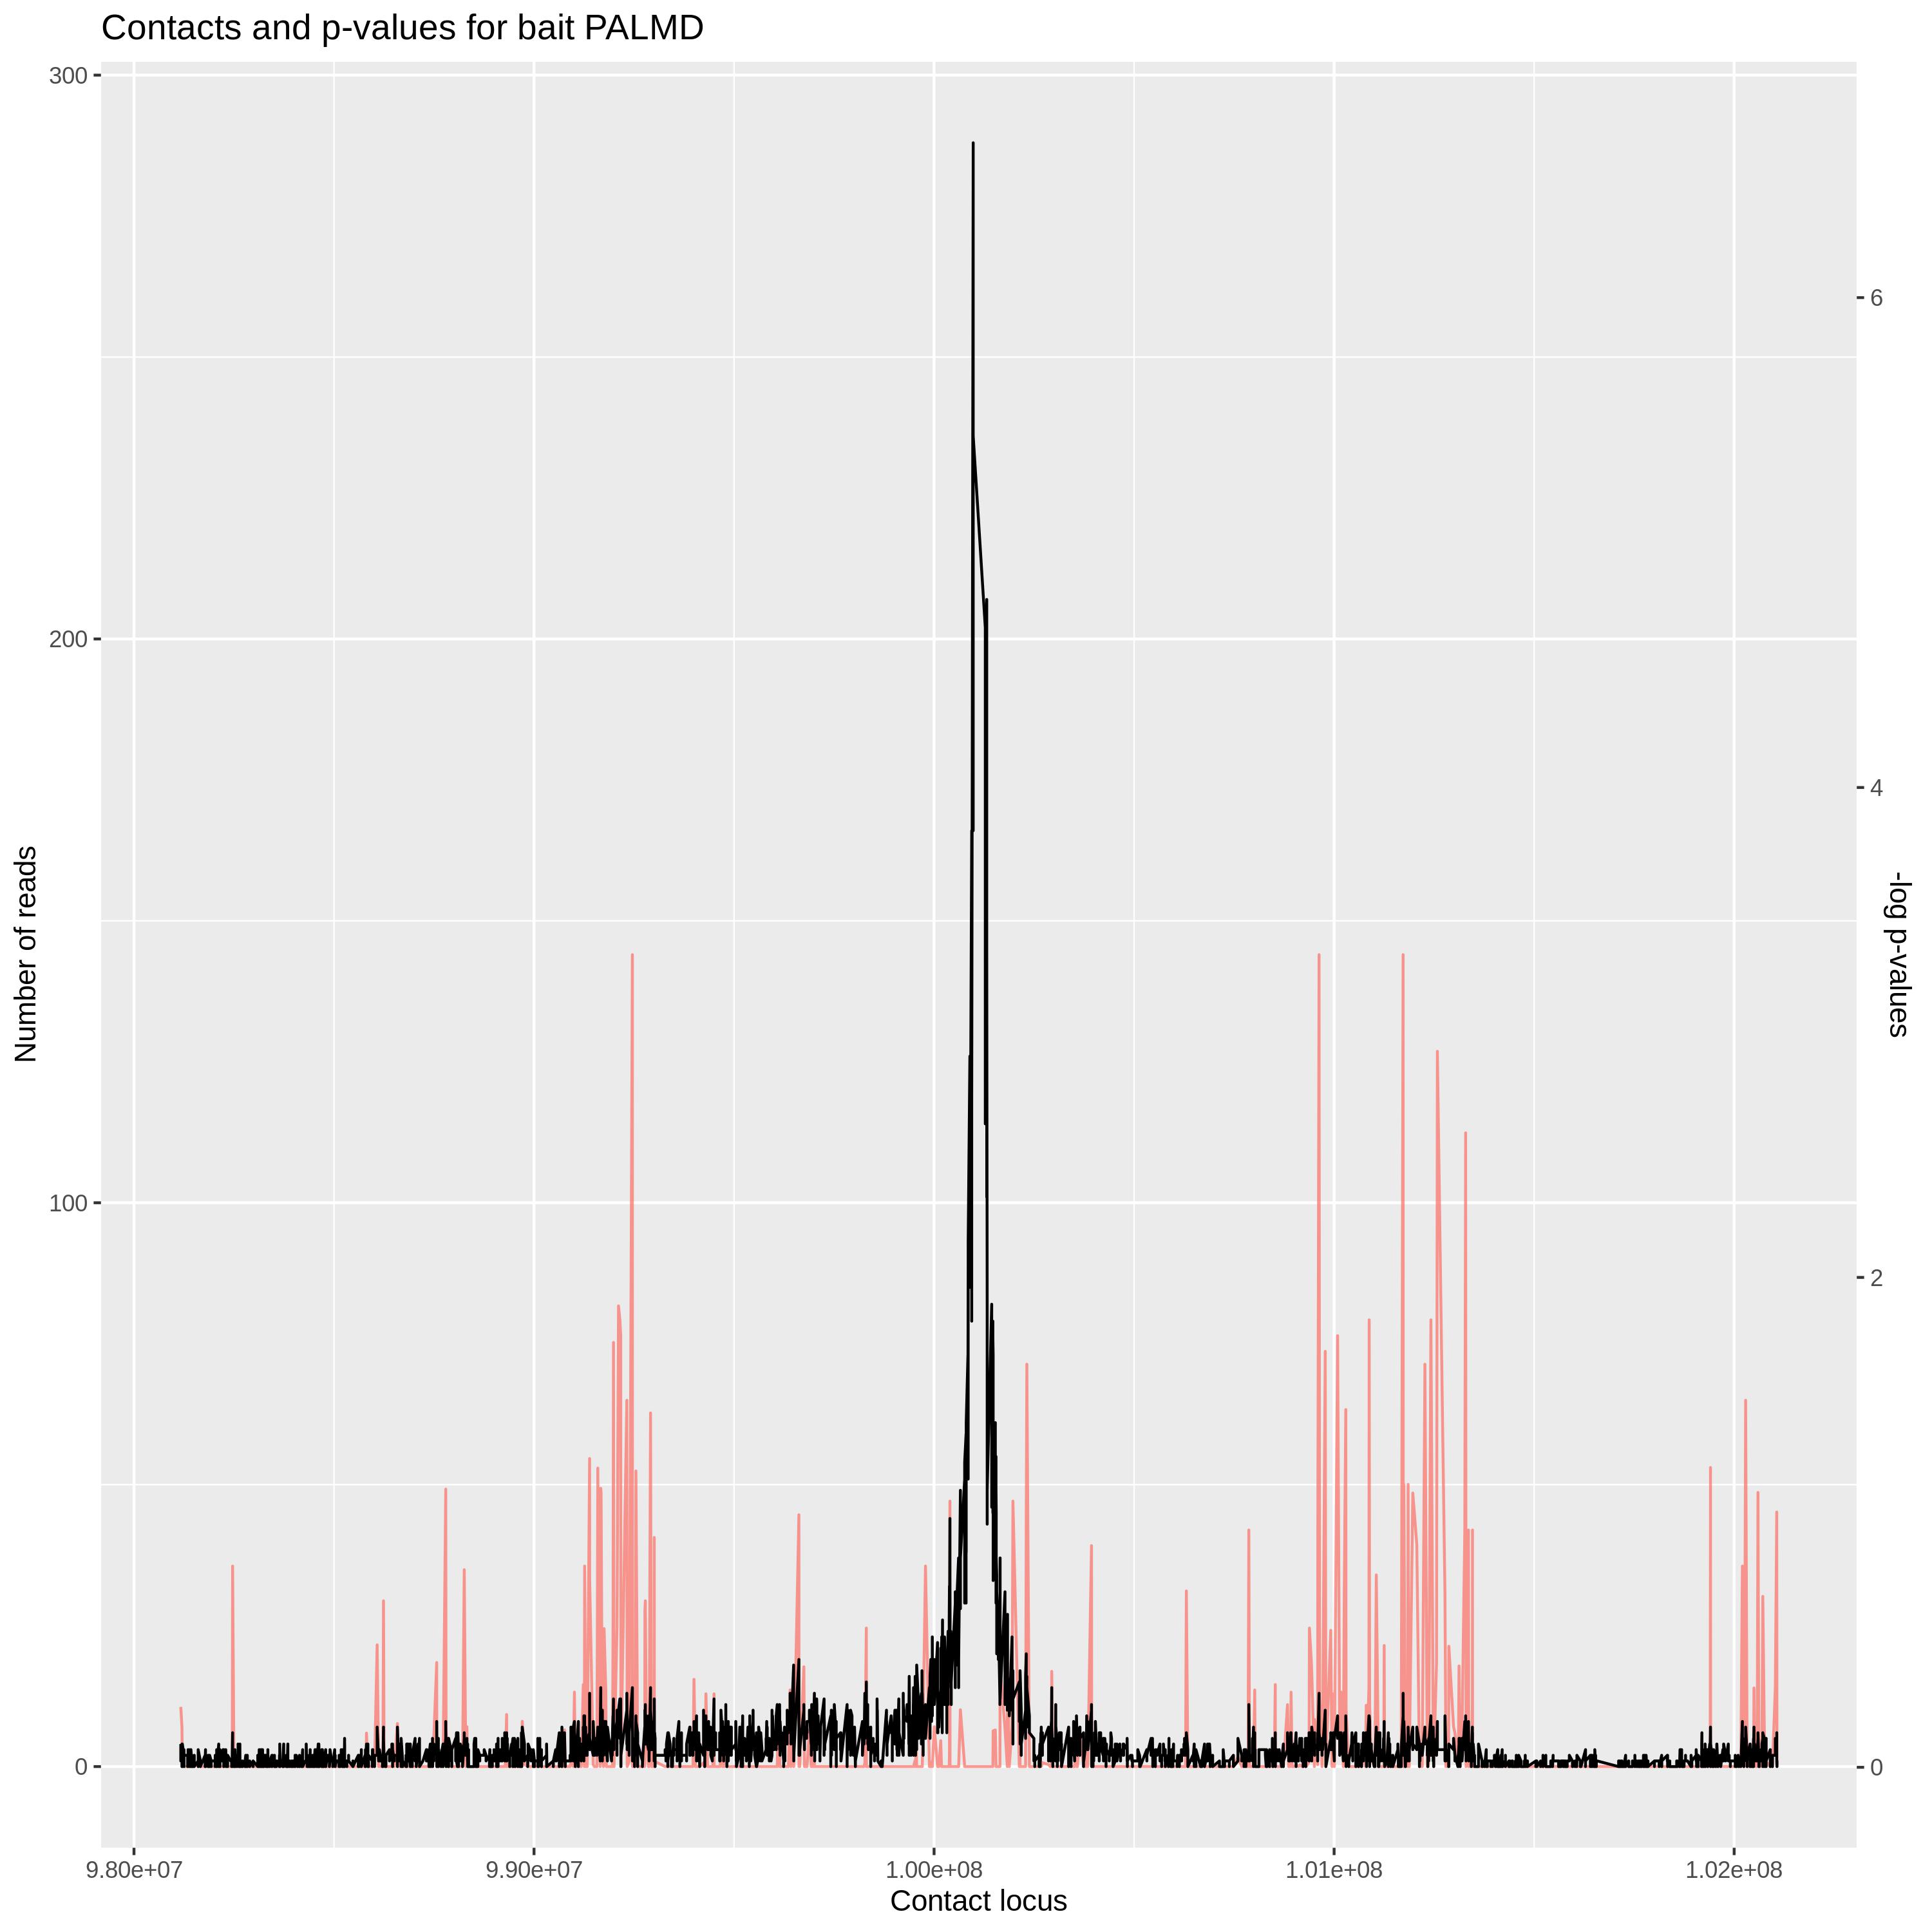 Contacts and p-values for bait PALMD
300
200
100
0
Number of reads
6
4
2
0
-log p-values
9.80e+07
9.90e+07
1.00e+08
1.01e+08
1.02e+08
Contact locus